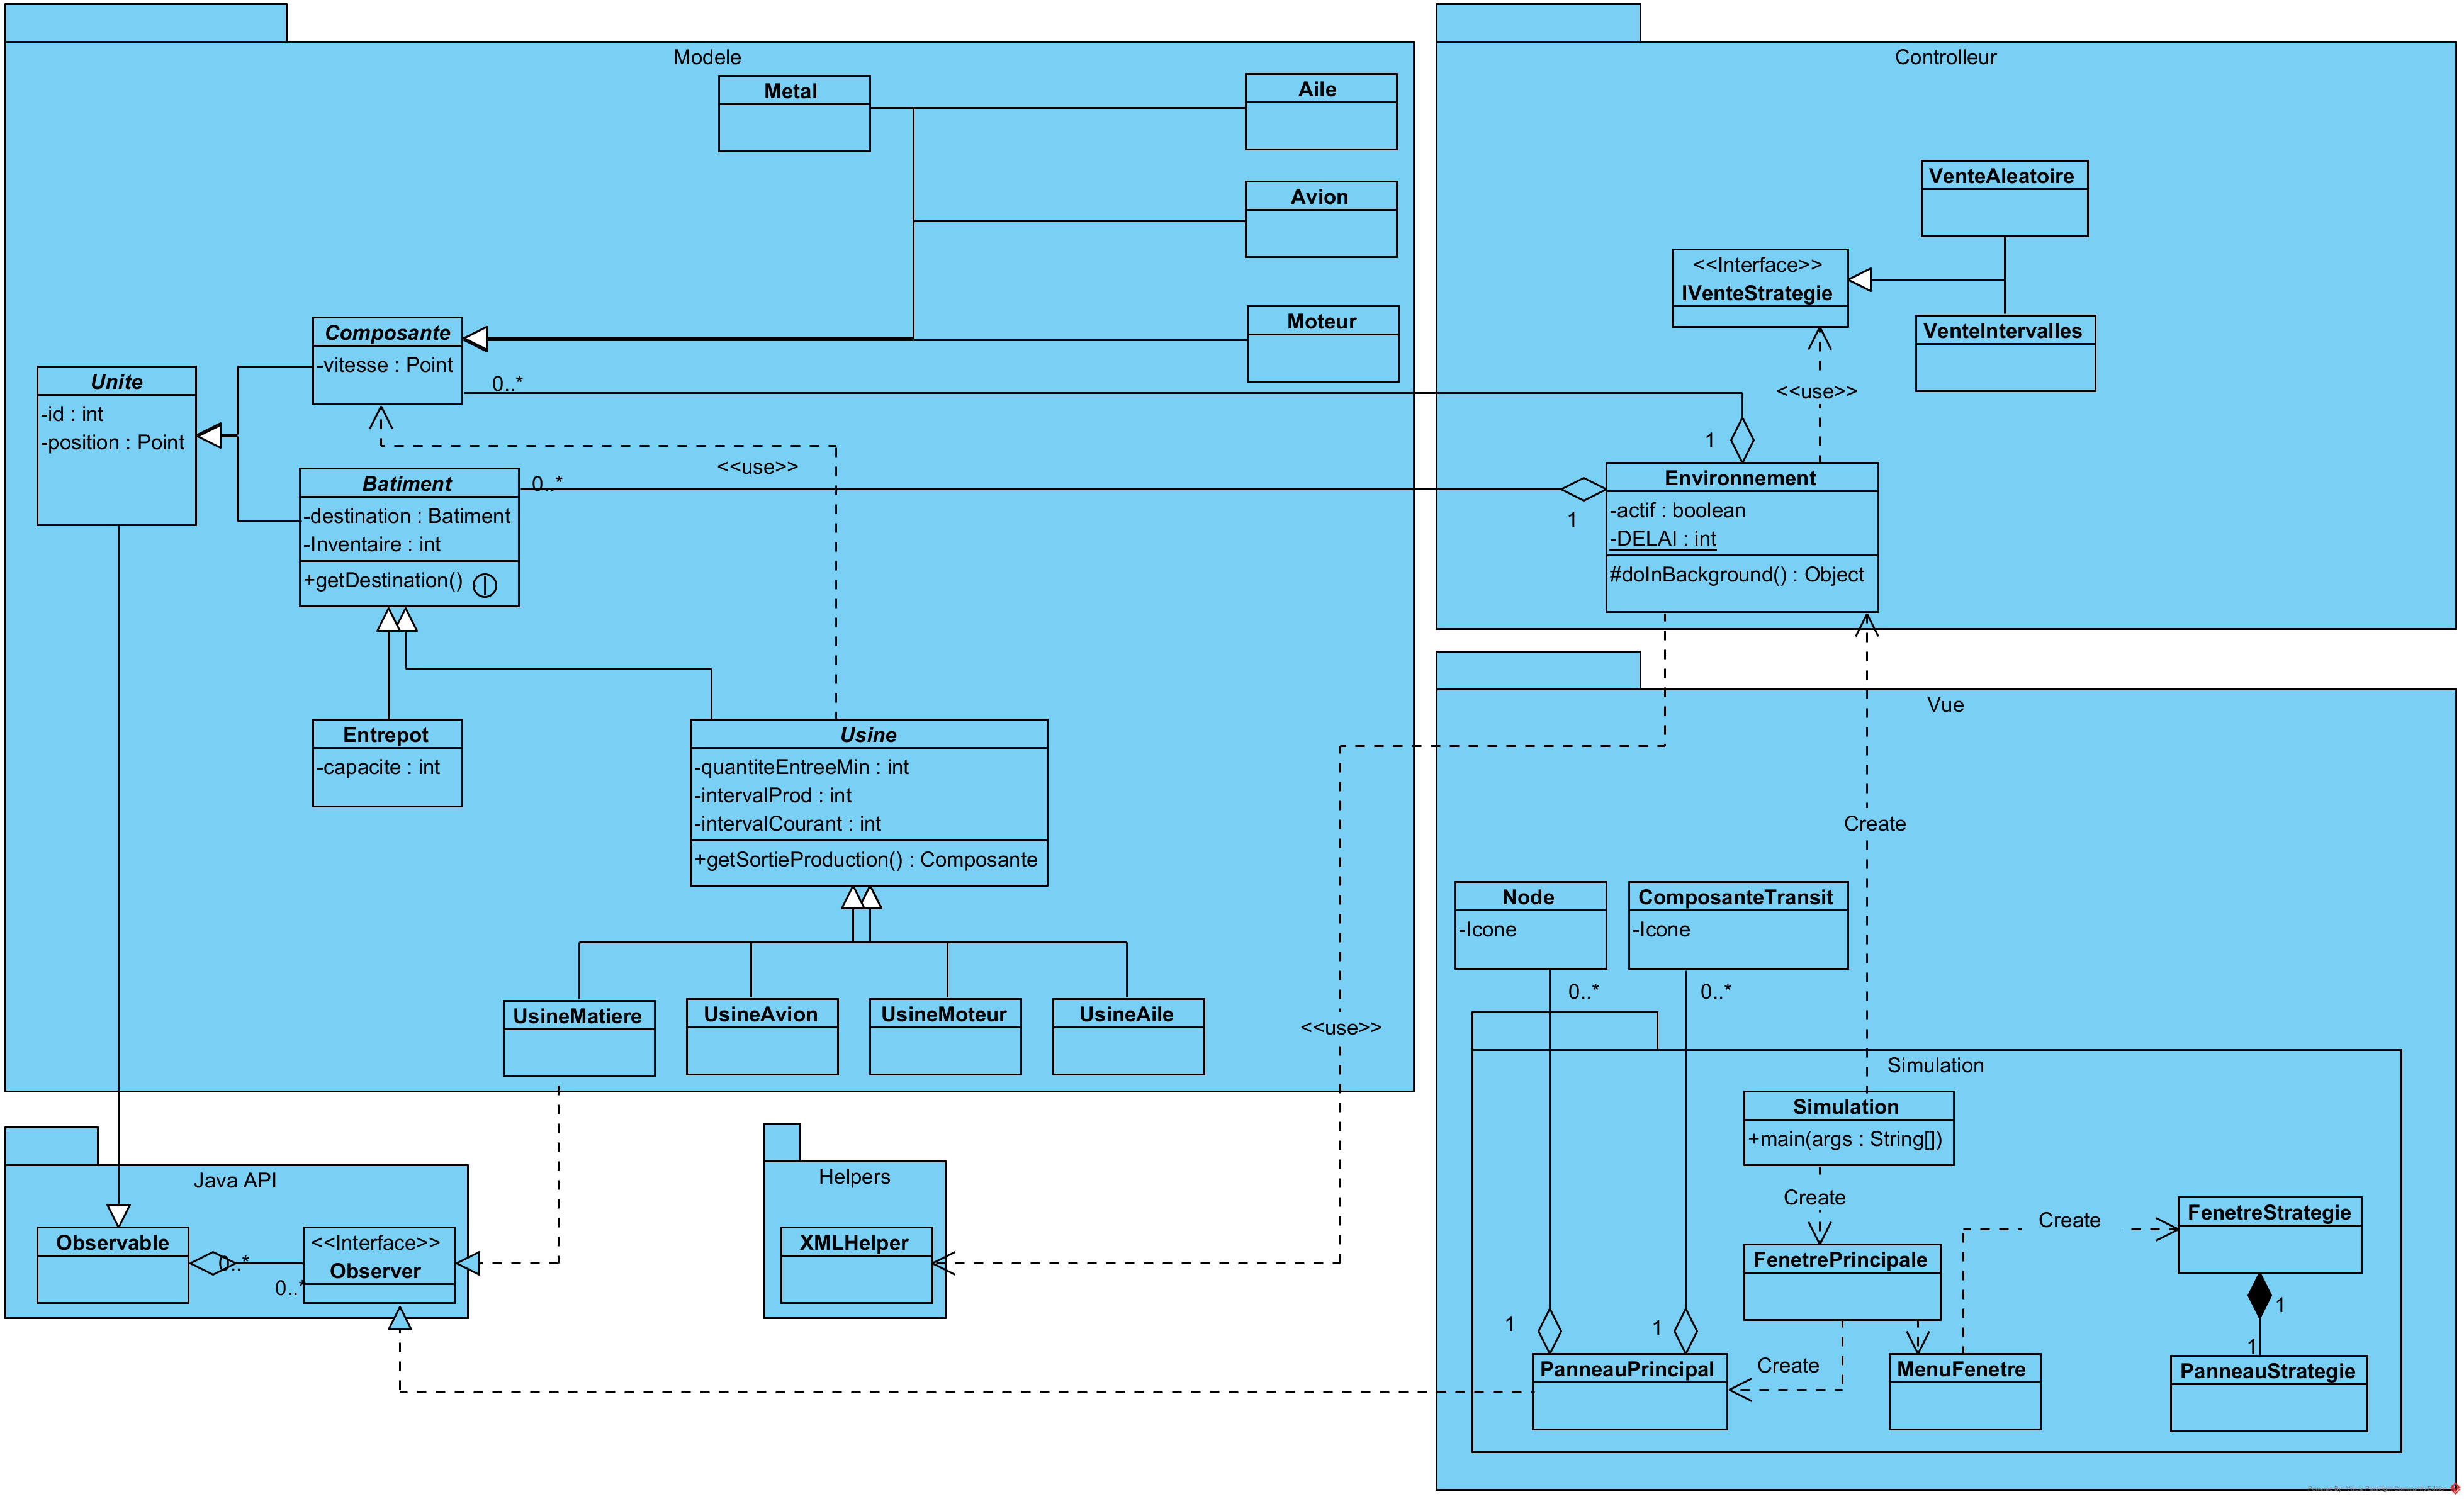 Modele
Metal
Aile
Avion
Composante
-vitesse : Point
Moteur
0..*
Unite
-id : int
-position : Point
<<use>>
Batiment
-destination : Batiment
-Inventaire : int
+getDestination()
0..*
Entrepot
-capacite : int
Usine
-quantiteEntreeMin : int
-intervalProd : int
-intervalCourant : int
+getSortieProduction() : Composante
UsineMatiere
UsineAvion
UsineMoteur
UsineAile
Controlleur
VenteAleatoire
<<Interface>>
IVenteStrategie
VenteIntervalles
<<use>>
1
1
Environnement
-actif : boolean
-DELAI : int
#doInBackground() : Object
Vue
Create
Node
-Icone
ComposanteTransit
-Icone
0..*
0..*
<<use>>
Simulation
Simulation
+main(args : String[])
Create
FenetrePrincipale
Create
FenetreStrategie
1
1
1
1
Create
PanneauPrincipal
MenuFenetre
PanneauStrategie
Java API
Observable
0..*
0..*
<<Interface>>
Observer
Helpers
XMLHelper